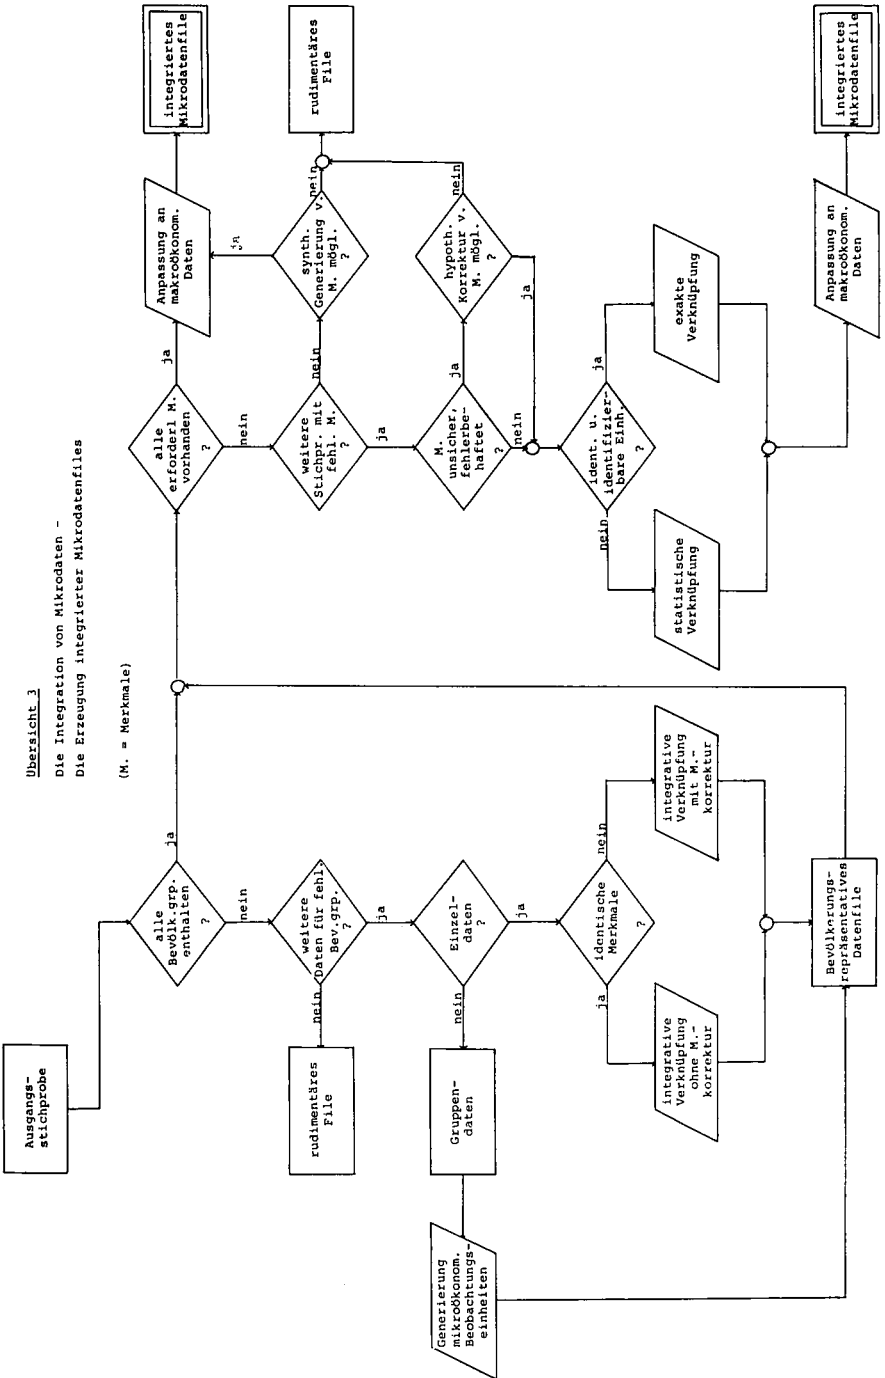 Übersicht 3
Die Integration von Mikrodaten -
Die Erzeugung integrierter Mikrodatenfiles
(M. = Merkmale)
Ausgangs-
stichprobe
alle
Bevölk.grp.
enthalten
?
ja
nein
weitere
Daten für fehl.
Bev.grp.
?
nein
ja
rudimentäres
File
Einzel-
daten
?
nein
ja
Gruppen-
daten
Generierung
mikroökonom.
Beobachtungs-
einheiten
identische
Merkmale
?
ja
nein
integrative
Verknüpfung
ohne M.-
korrektur
integrative
Verknüpfung
mit M.-
korrektur
Bevölkerungs-
repräsentatives
Datenfile
alle
erforderl M.
vorhanden
?
ja
nein
Anpassung an
makroökonom.
Daten
integriertes
Mikrodatenfile
weitere
Stichpr. mit
fehl. M.
?
nein
ja
synth.
Generierung v.
M. mögl.
?
ja
nein
rudimentäres
File
M.
unsicher,
fehlerbe-
haftet
?
ja
nein
hypoth.
Korrektur v.
M. mögl.
?
nein
ja
ident. u.
identifizier-
bare Einh.
?
nein
ja
statistische
Verknüpfung
exakte
Verknüpfung
Anpassung an
makroökonom.
Daten
integriertes
Mikrodatenfile